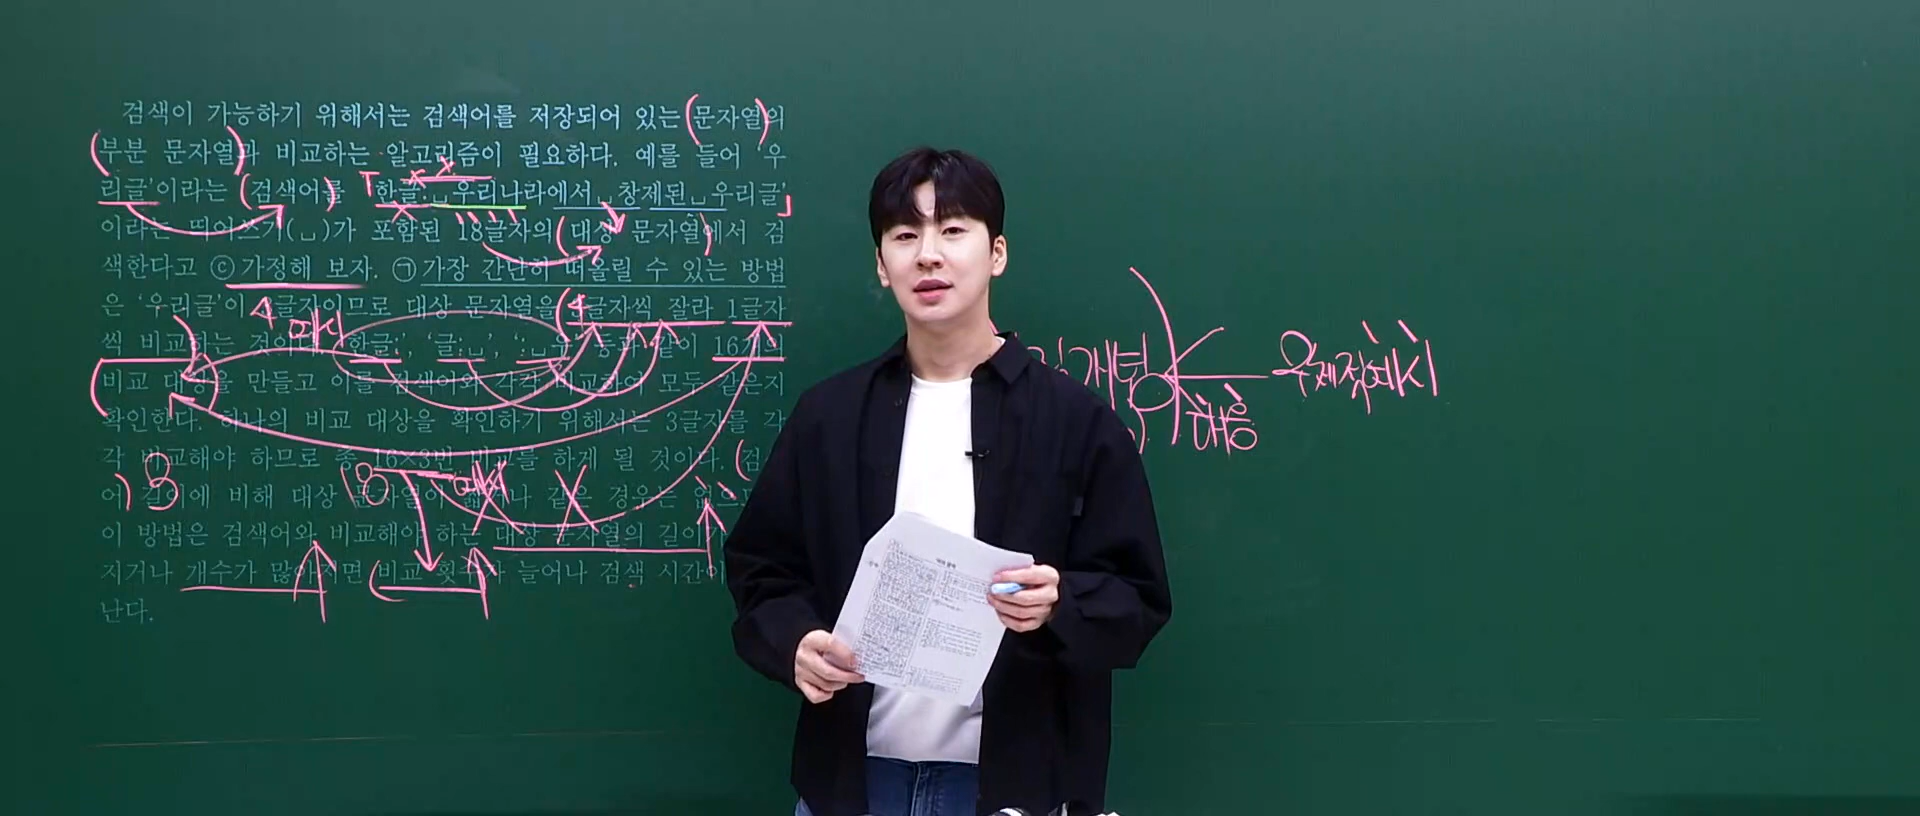 검색이 가능하기 위해서는 검색어를 저장되어 있는 문자열의
부분 문자열과 비교하는 알고리즘이 필요하다. 예를 들어 ‘우
리글’이라는 검색어를 「한글:␣우리나라에서␣창제된␣우리글」
이라는 띄어쓰기(␣)가 포함된 18글자의 대상 문자열에서 검
색한다고 ⓒ가정해 보자. ㉠가장 간단히 떠올릴 수 있는 방법
은 ‘우리글’이 3글자이므로 대상 문자열을 글자씩 잘라 1글자
씩 비교하는 것이다. ‘한글:’, ‘글:␣’, ‘:␣우’ 등과 같이 16개의
비교 대상을 만들고 이를 검색어와 각각 비교하여 모두 같은지
확인한다. 하나의 비교 대상을 확인하기 위해서는 3글자를 각
각 비교해야 하므로 총 16×3번 비교를 하게 될 것이다.
어 길이에 비해 대상 문자열이 짧거나 같은 경우는
이 방법은 검색어와 비교해야 하는 대상 문자열의 길이가
지거나 개수가 많아지면 비교 횟수가 늘어나 검색 시간이
난다.
예시
예시
대응